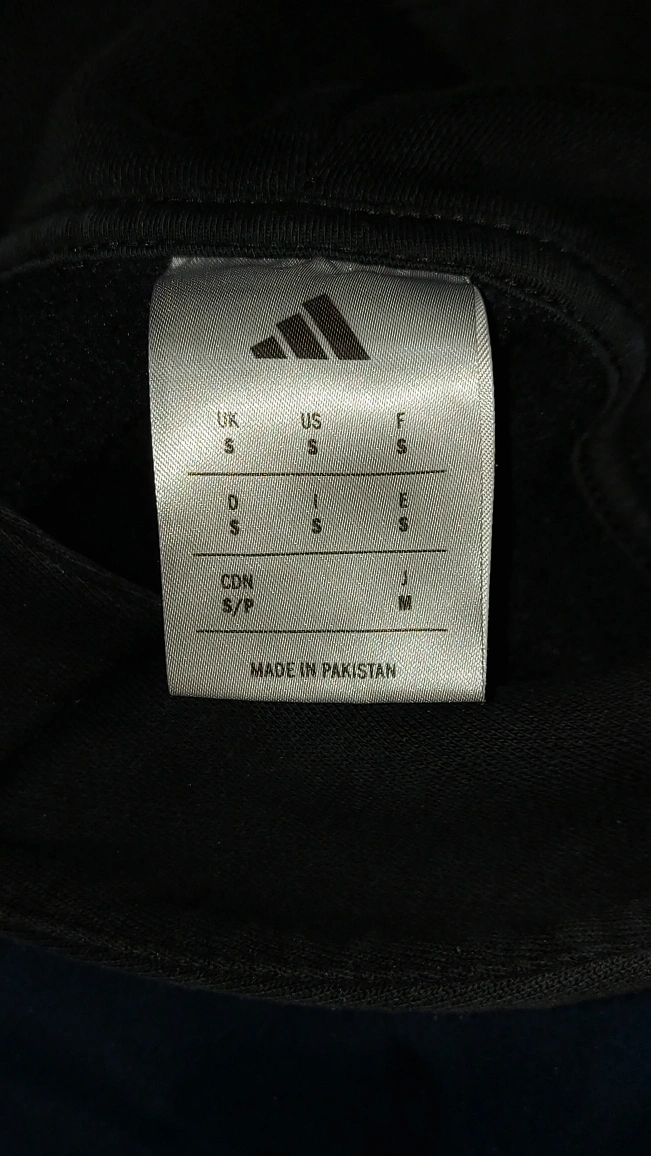 UK US F
S S S
D I E
S S S
CDN J
S/P M
MADE IN PAKISTAN